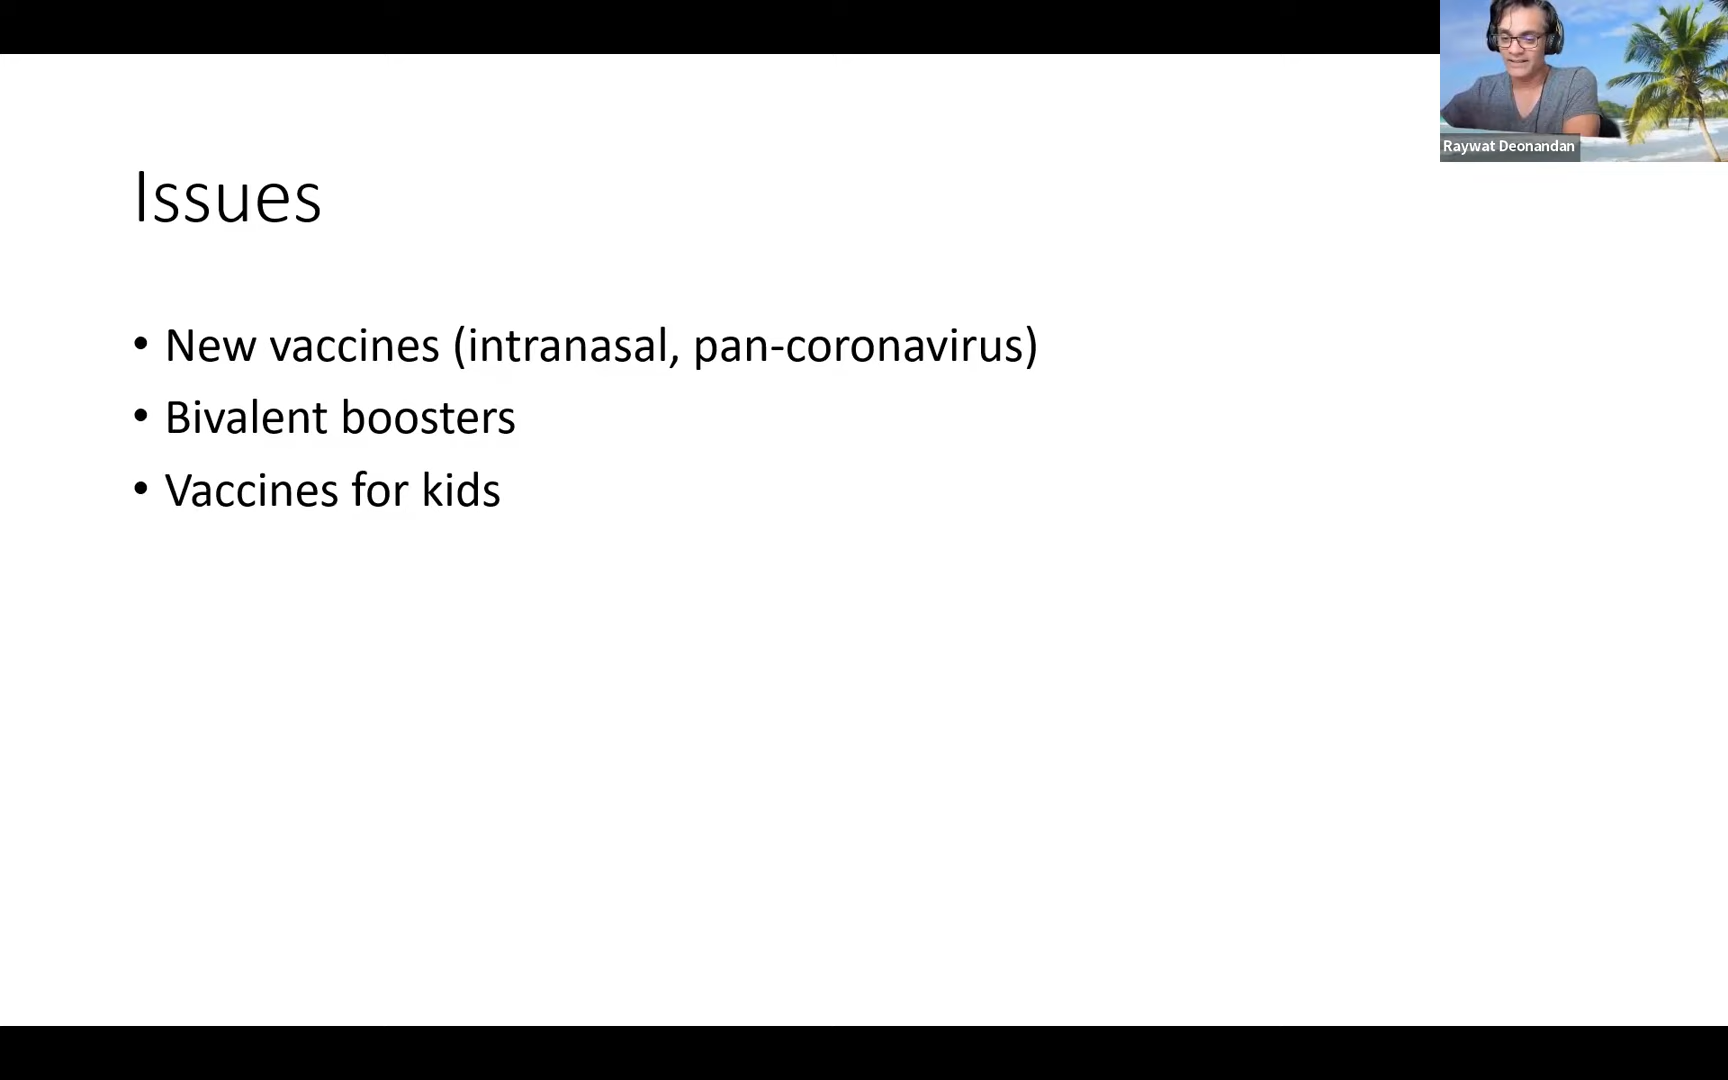 Raywat Deonandan
Issues
• New vaccines (intranasal, pan-coronavirus)
• Bivalent boosters
• Vaccines for kids